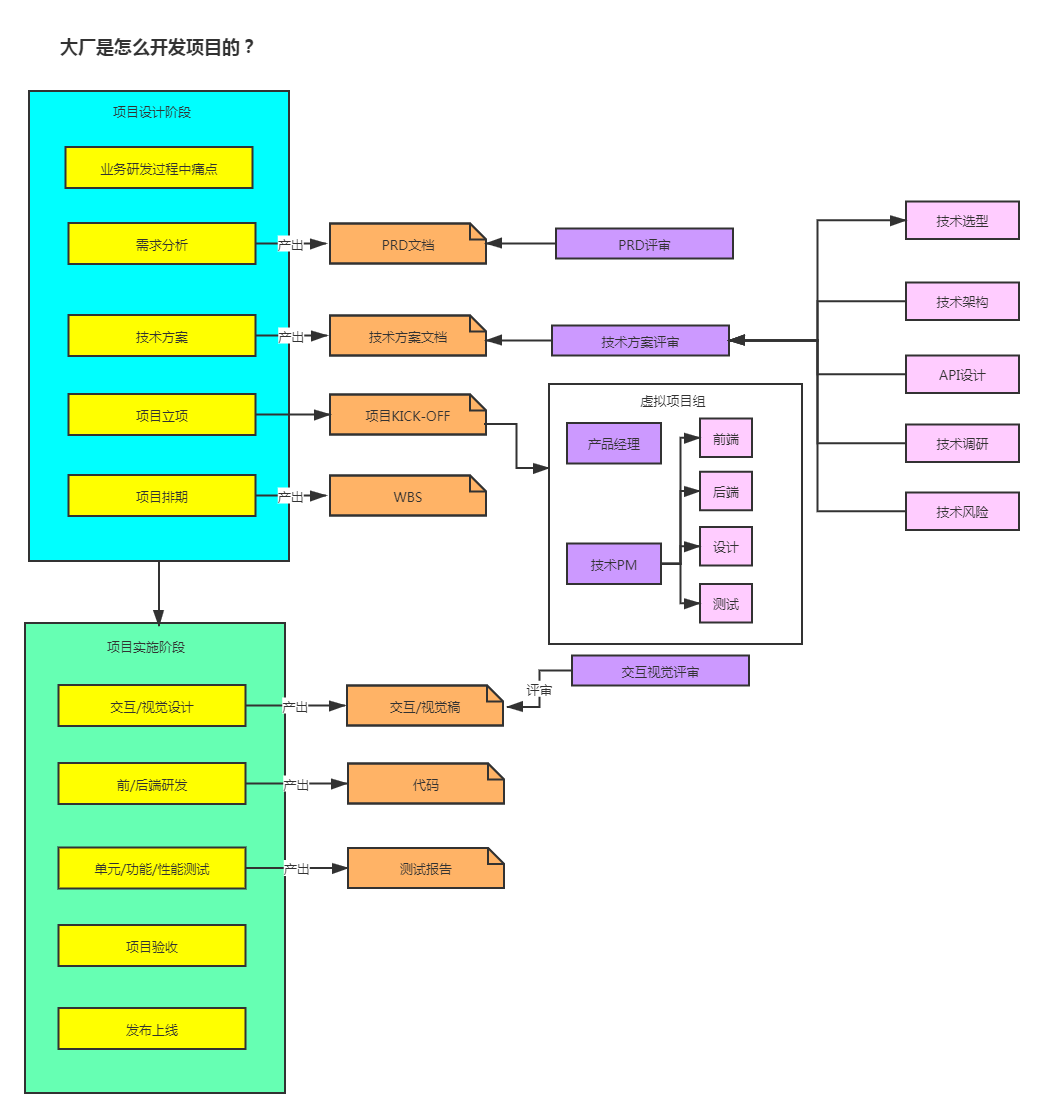 大厂是怎么开发项目的？
项目设计阶段
业务研发过程中痛点
需求分析
产出
PRD文档
PRD评审
技术方案
产出
技术方案文档
技术方案评审
技术选型
技术架构
API设计
技术调研
技术风险
项目立项
项目KICK-OFF
虚拟项目组
产品经理
技术PM
前端
后端
设计
测试
项目排期
产出
WBS
项目实施阶段
交互/视觉设计
产出
交互/视觉稿
评审
交互视觉评审
前/后端研发
产出
代码
单元/功能/性能测试
产出
测试报告
项目验收
发布上线